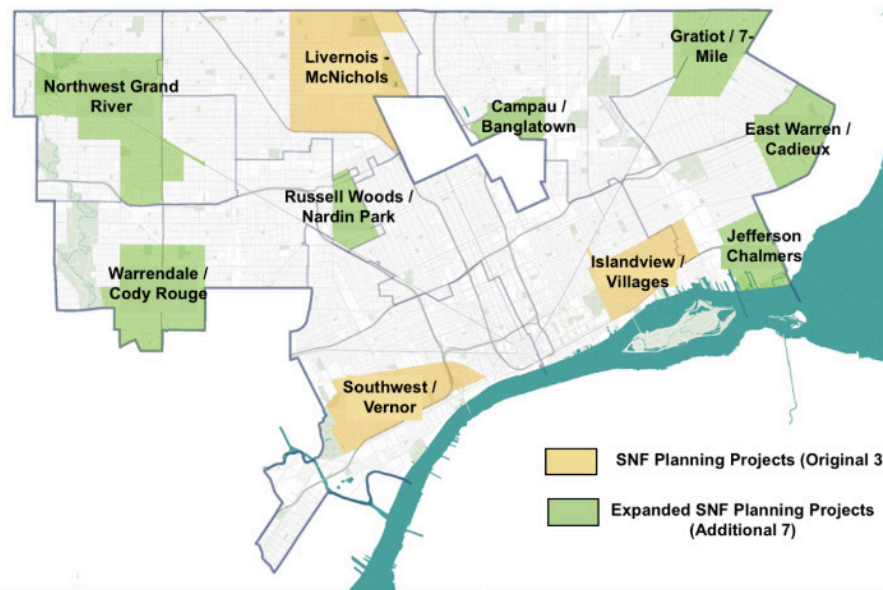 Livernois -
McNichols
Gratiot / 7-
Mile
Northwest Grand
River
Campau /
Banglatown
East Warren /
Cadieux
Russell Woods /
Nardin Park
Jefferson
Chalmers
Islandview /
Villages
Warrendale /
Cody Rouge
Southwest /
Vernor
SNF Planning Projects (Original 3
Expanded SNF Planning Projects
(Additional 7)